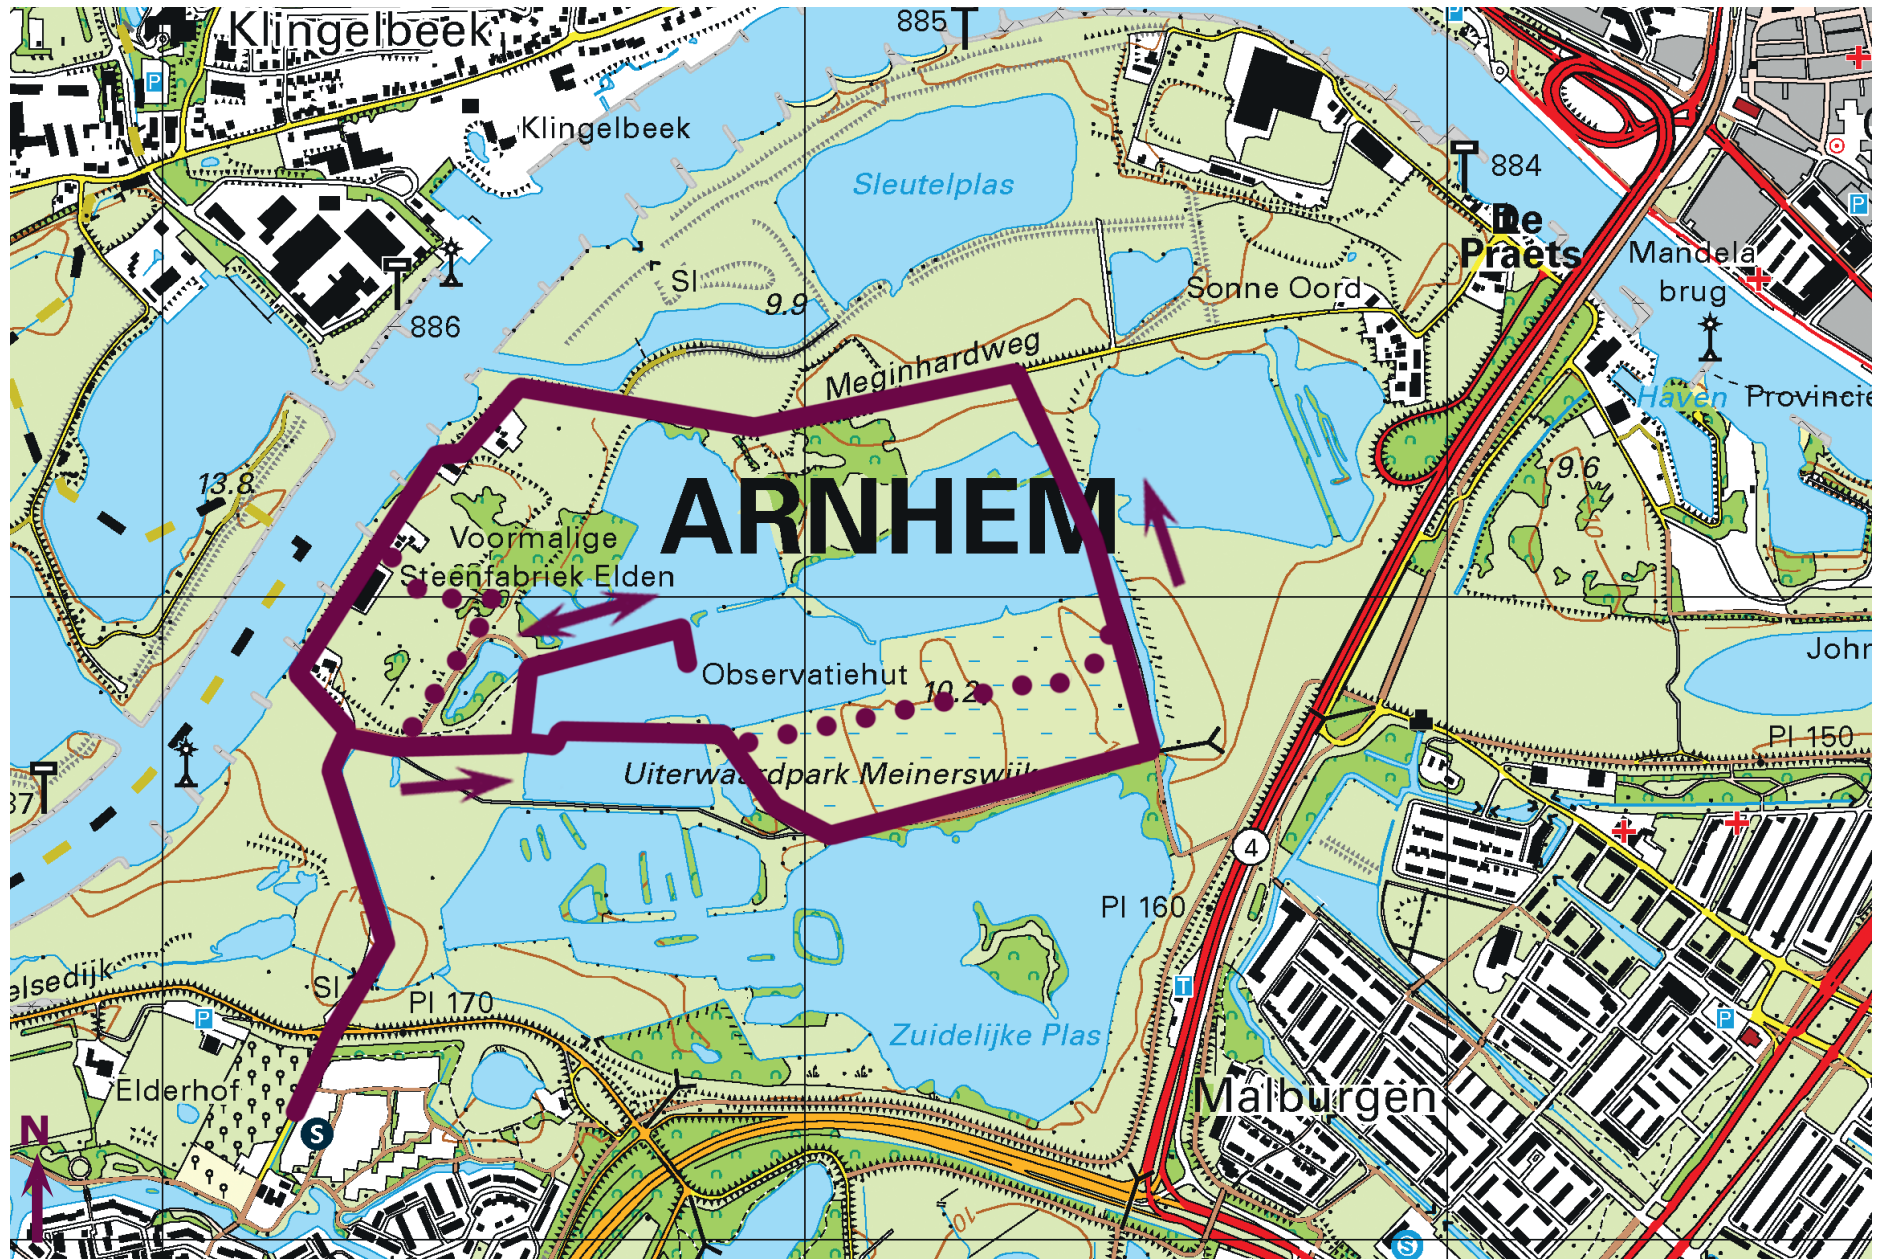 Klingelbeek
885
P
P
Klingelbeek
Sleutelplas
884
De
Praets
P
Mandela
brug
Sl
9.9
Sonne Oord
886
Meginhardweg
Haven
Provincie
13.8
9.6
ARNHEM
Voormalige
Steenfabriek Elden
Observatiehut
10.2
John
Pl 150
Uiterwaardpark Meinerswijk
87
4
Pl 160
elsedijk
Sl
Pl 170
P
T
P
Zuidelijke Plas
Elderhof
Malburgen
N
S
10
S